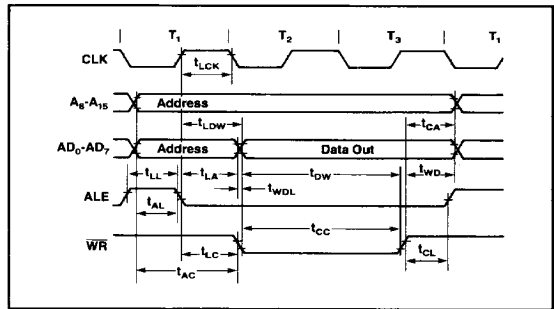 T₁ T₂ T₃ T₁
CLK
tLCK
A₈-A₁₅ Address
tLDW tCA
AD₀-AD₇ Address Data Out
tLL tLA tDW tWD
tWDL
ALE
tAL
tCC
WR
tLC tCL
tAC